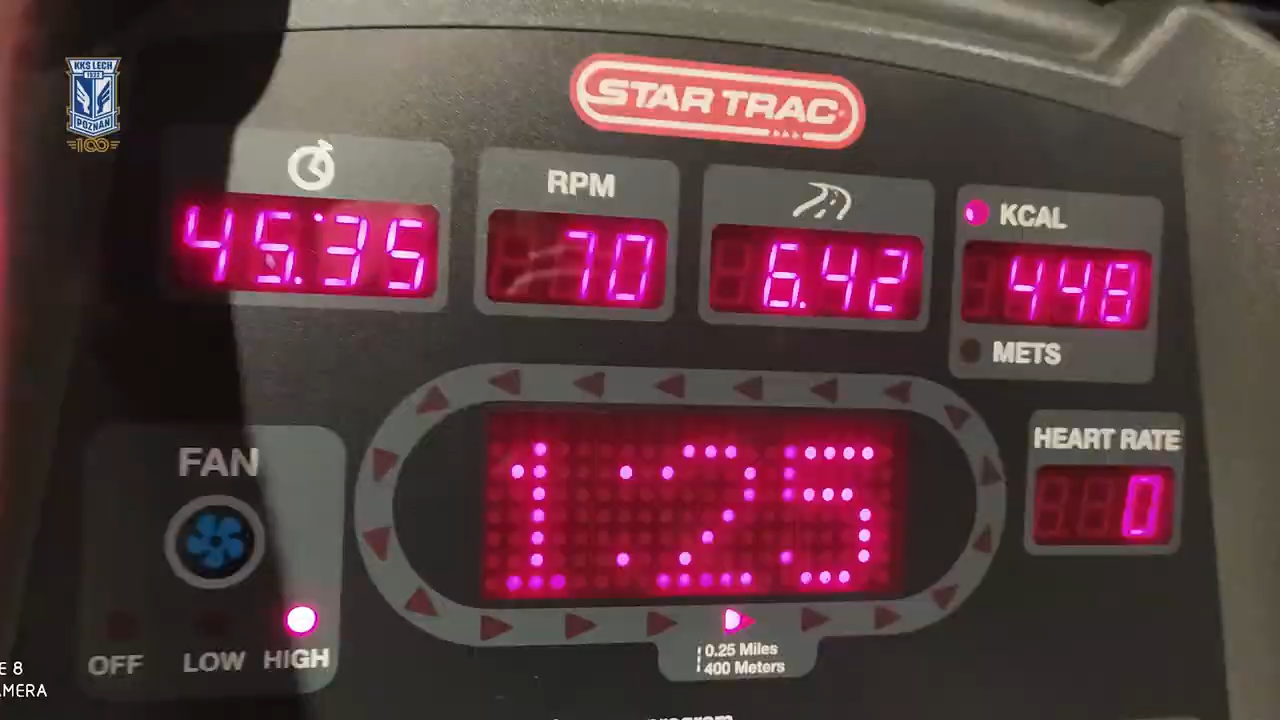 KKS LECH
1922
POZNAŃ
100
STAR TRAC
RPM
KCAL
45:35
70
6.42
448
METS
FAN
1:25
HEART RATE
0
OFF LOW HIGH
0.25 Miles
400 Meters
E 8
AMERA
program